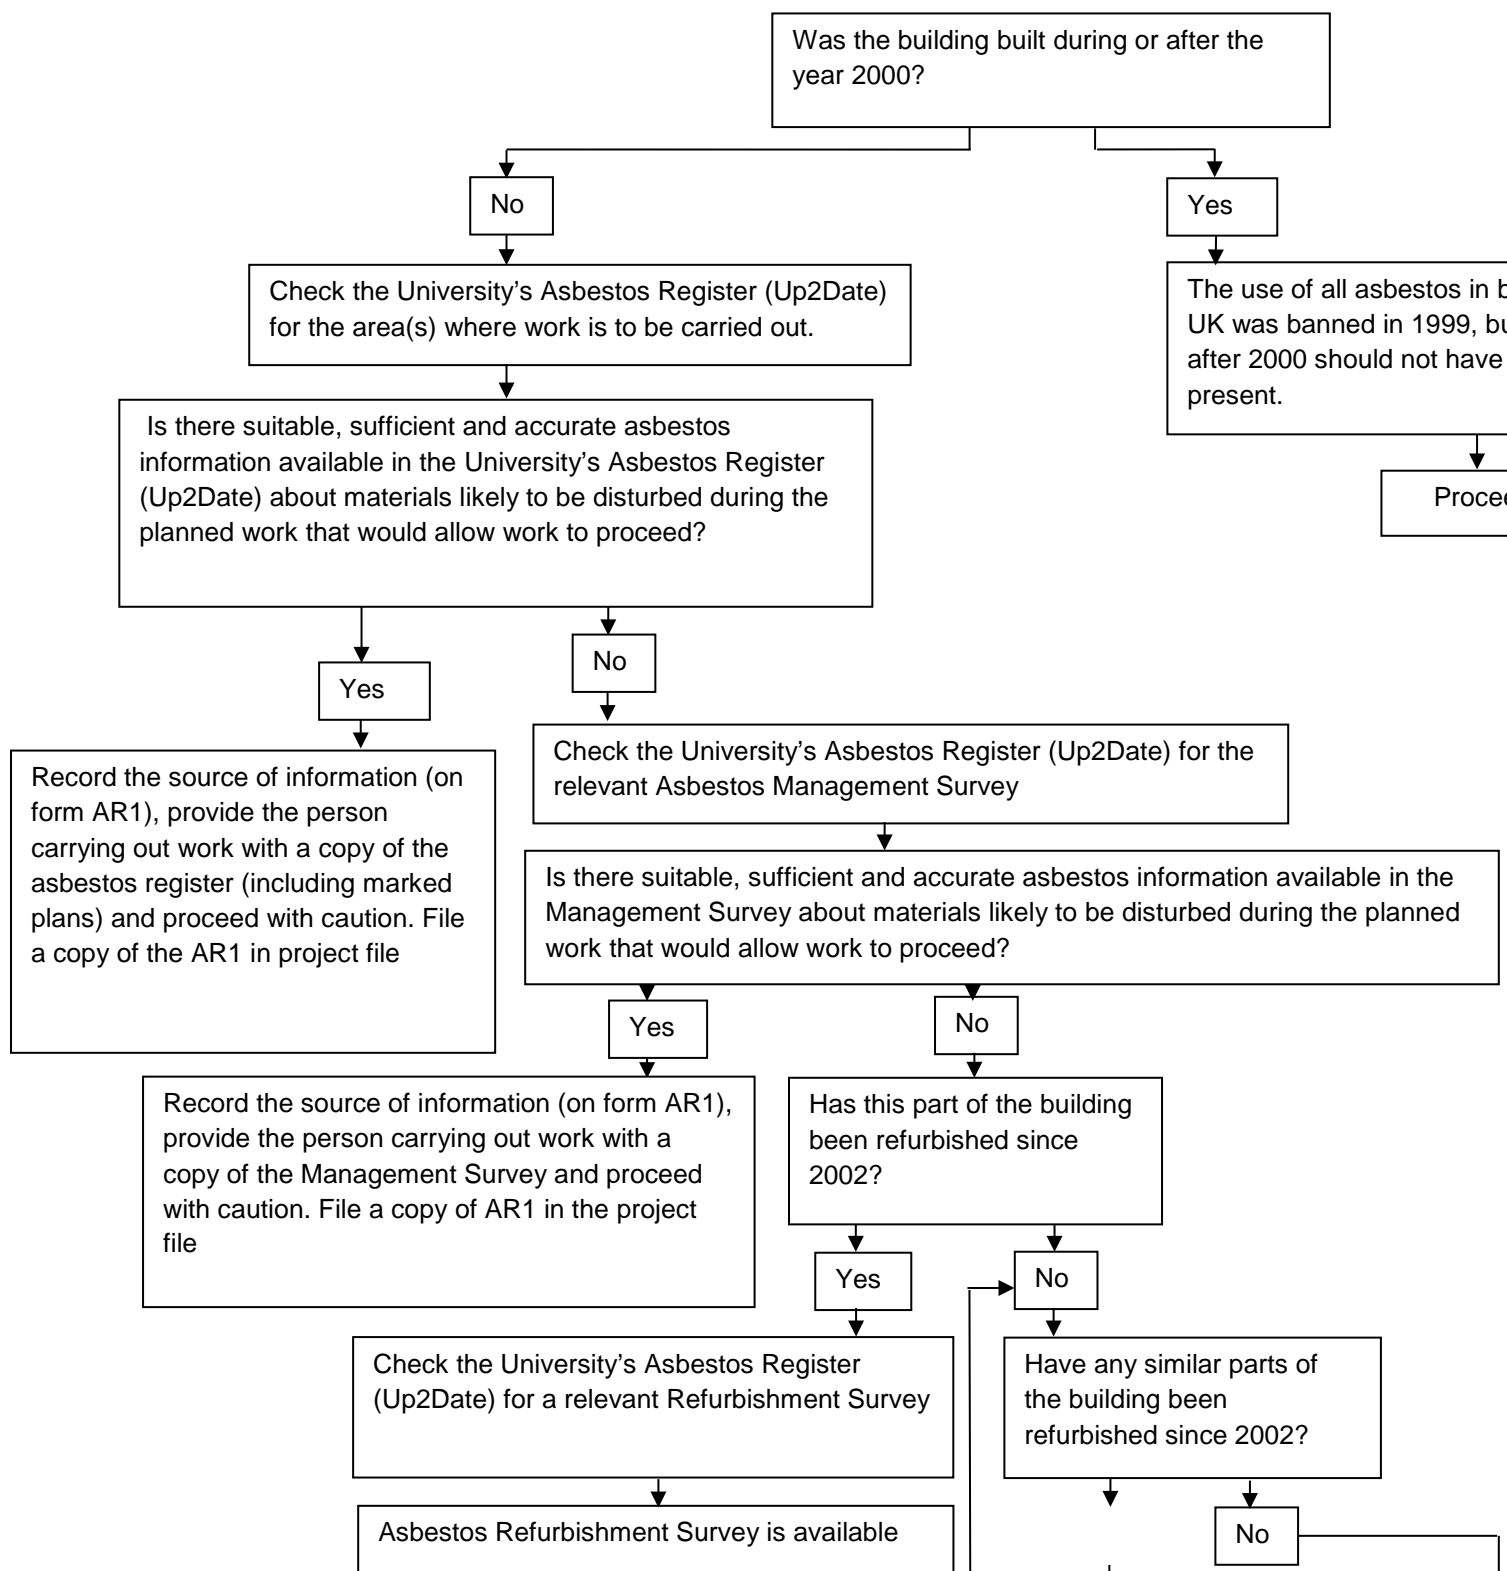 Was the building built during or after the
year 2000?
No
Yes
Check the University’s Asbestos Register (Up2Date)
for the area(s) where work is to be carried out.
The use of all asbestos in
UK was banned in 1999,
after 2000 should not have
present.
Is there suitable, sufficient and accurate asbestos
information available in the University’s Asbestos Register
(Up2Date) about materials likely to be disturbed during the
planned work that would allow work to proceed?
Yes
No
Record the source of information (on
form AR1), provide the person
carrying out work with a copy of the
asbestos register (including marked
plans) and proceed with caution. File
a copy of the AR1 in project file
Check the University’s Asbestos Register (Up2Date) for the
relevant Asbestos Management Survey
Is there suitable, sufficient and accurate asbestos information available in the
Management Survey about materials likely to be disturbed during the planned
work that would allow work to proceed?
Yes
No
Record the source of information (on form AR1),
provide the person carrying out work with a
copy of the Management Survey and proceed
with caution. File a copy of AR1 in the project
file
Has this part of the building
been refurbished since
2002?
Yes
No
Check the University’s Asbestos Register
(Up2Date) for a relevant Refurbishment Survey
Have any similar parts of
the building been
refurbished since 2002?
Asbestos Refurbishment Survey is available
No